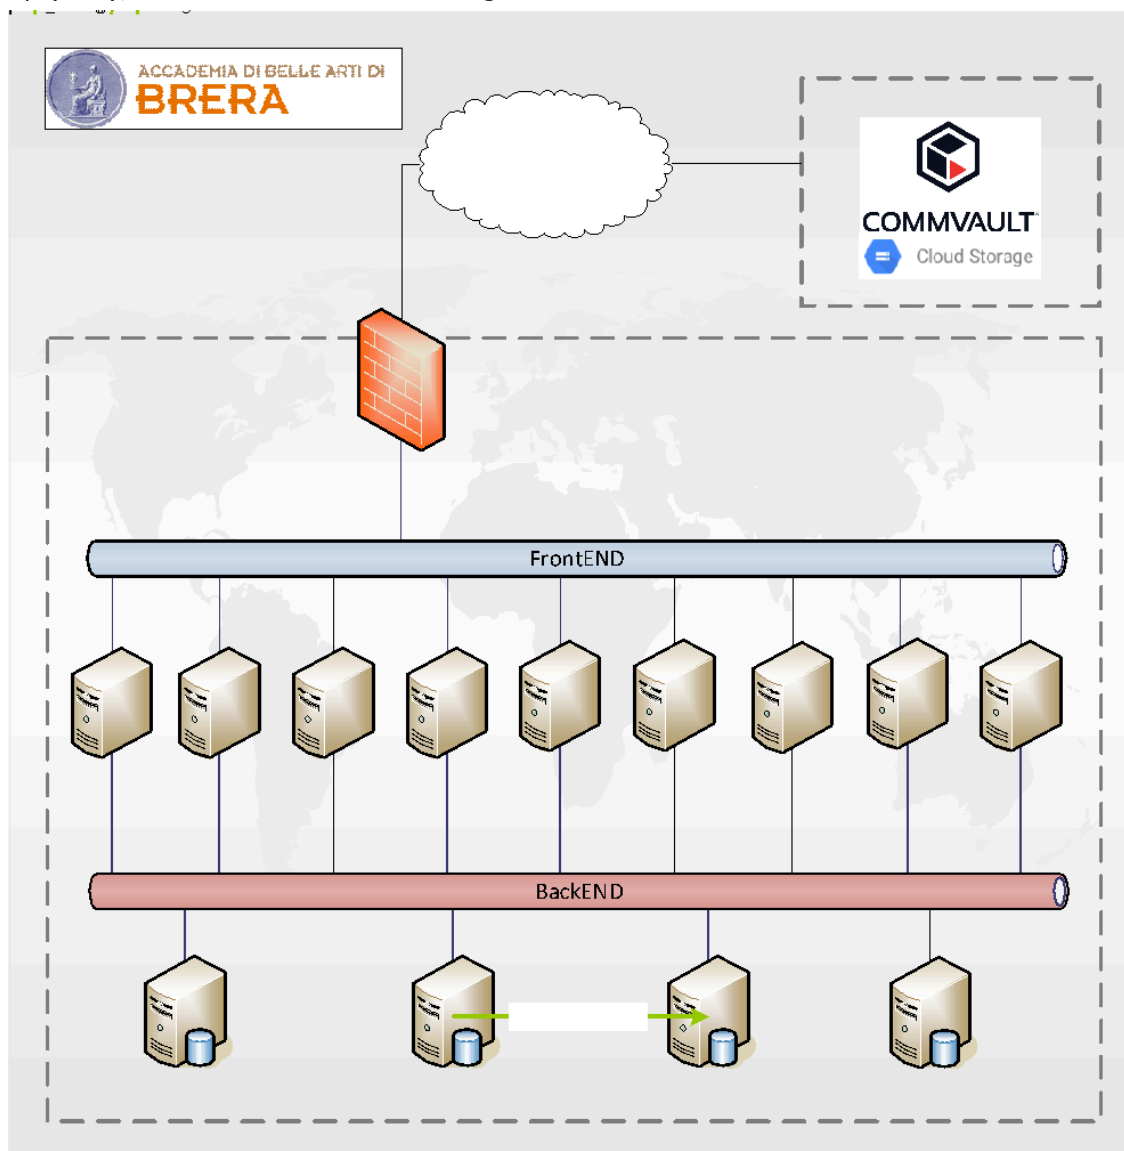 ACCADEMIA DI BELLE ARTI DI
BRERA
COMMVAULT
Cloud Storage
FrontEND
BackEND